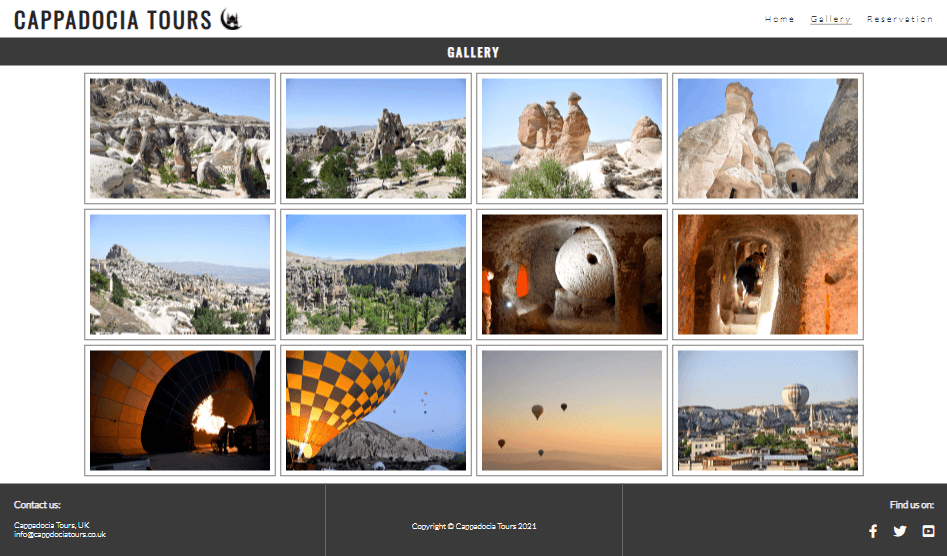 CAPPADOCIA TOURS
Home Gallery Reservation
GALLERY
Contact us:
Cappadocia Tours, UK
info@cappdociatours.co.uk
Copyright © Cappadocia Tours 2021
Find us on: